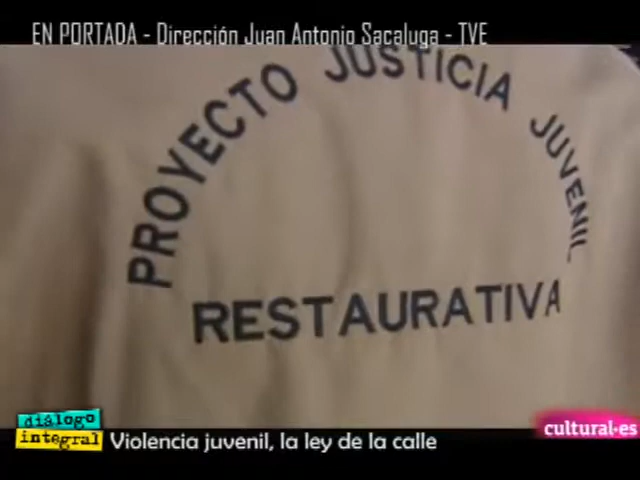 EN PORTADA - Dirección Juan Antonio Sacaluga - TVE
PROYECTO JUSTICIA JUVENIL
RESTAURATIVA
diálogo
integral
Violencia juvenil, la ley de la calle
cultural·es